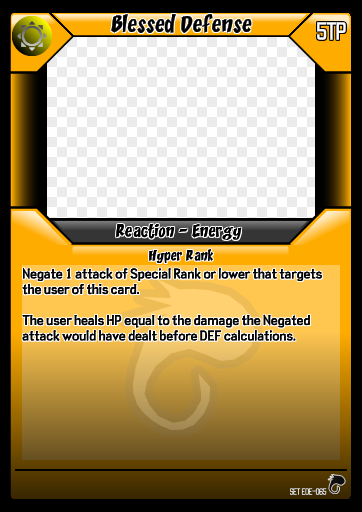 Blessed Defense
5TP
Reaction - Energy
Hyper Rank
Negate 1 attack of Special Rank or lower that targets
the user of this card.
The user heals HP equal to the damage the Negated
attack would have dealt before DEF calculations.
SET EDE-065